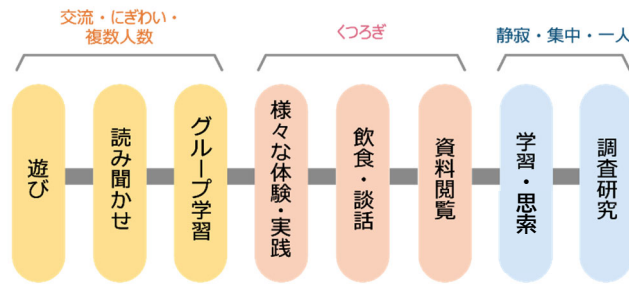 交流・にぎわい・
複数人数
くつろぎ
静寂・集中・一人
遊び
読み聞かせ
グループ学習
様々な体験・実践
飲食・談話
資料閲覧
学習・思索
調査研究